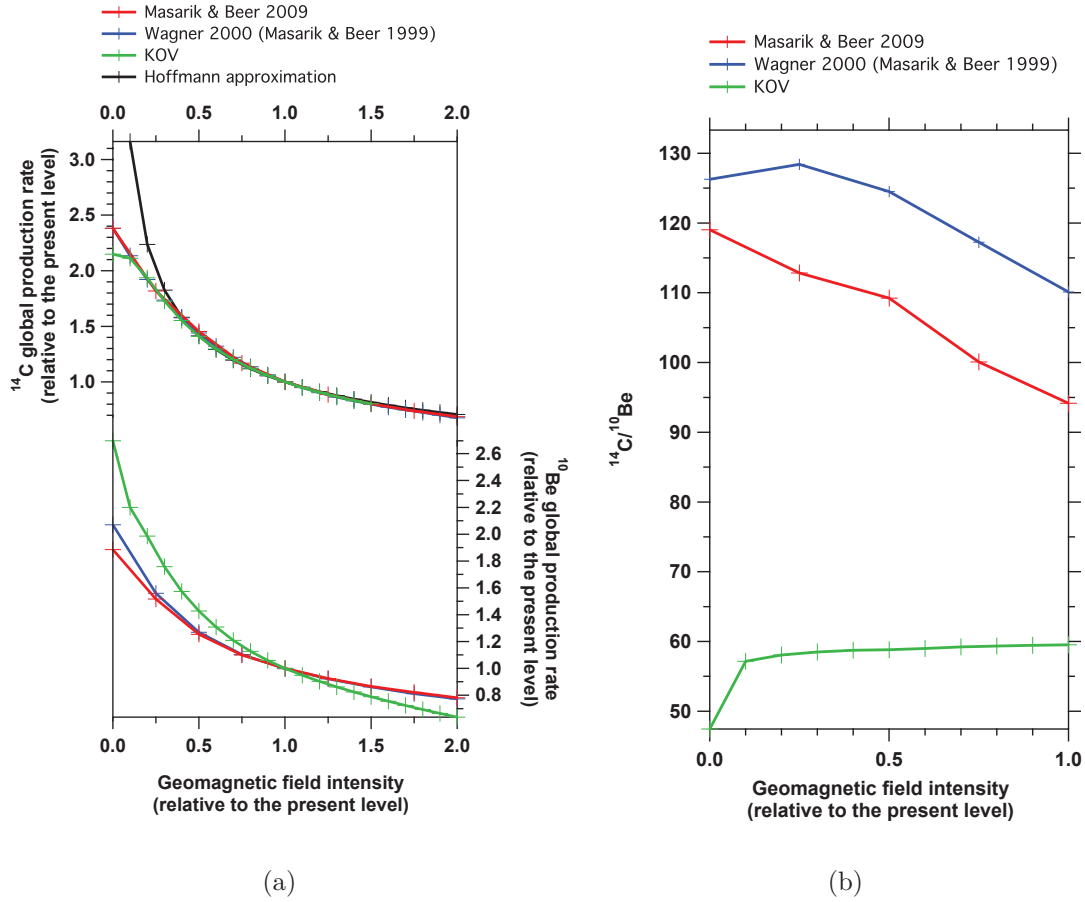 Masarik & Beer 2009
Wagner 2000 (Masarik & Beer 1999)
KOV
Hoffmann approximation
0.0 0.5 1.0 1.5 2.0
14C global production rate
(relative to the present level)
3.0
2.5
2.0
1.5
1.0
10Be global production rate
(relative to the present level)
2.6
2.4
2.2
2.0
1.8
1.6
1.4
1.2
1.0
0.8
0.0 0.5 1.0 1.5 2.0
Geomagnetic field intensity
(relative to the present level)
(a)
Masarik & Beer 2009
Wagner 2000 (Masarik & Beer 1999)
KOV
14C/10Be
130
120
110
100
90
80
70
60
50
0.0 0.5 1.0
Geomagnetic field intensity
(relative to the present level)
(b)